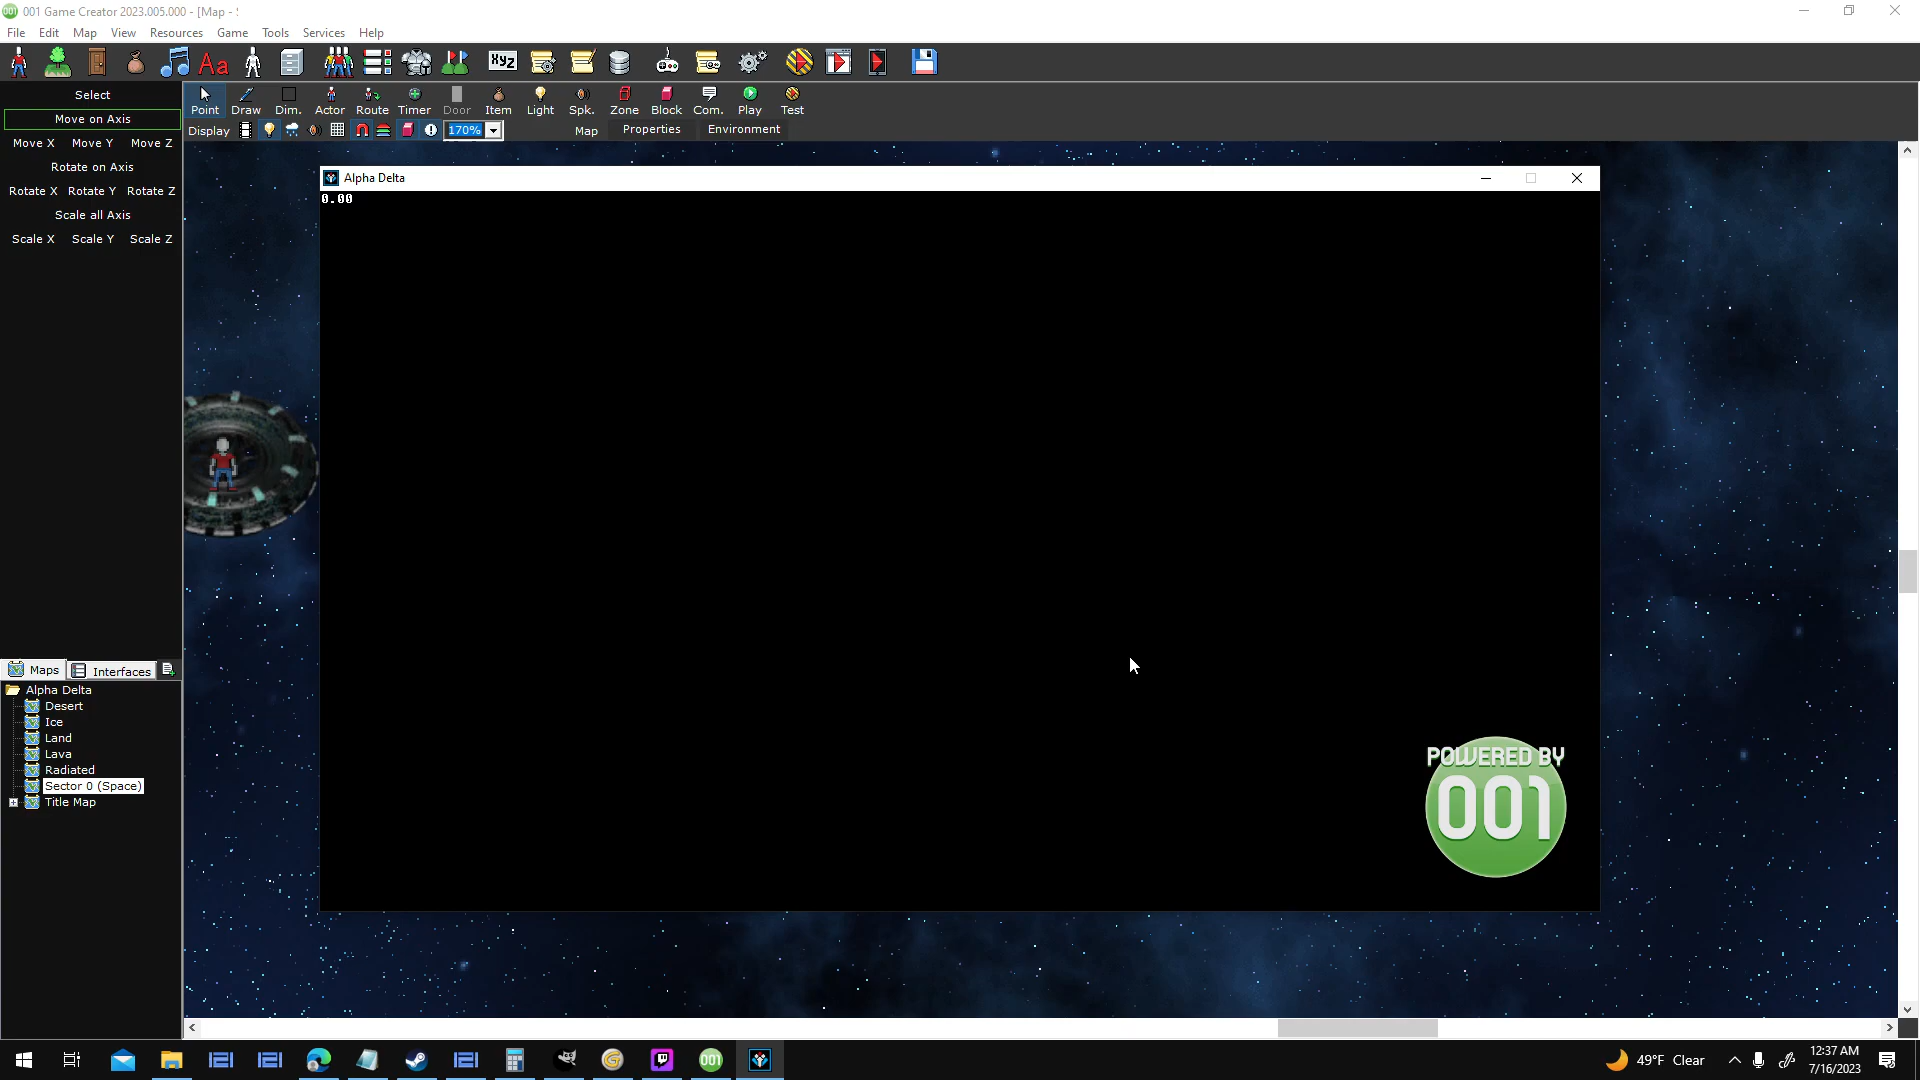 001 Game Creator 2023.005.000 - [Map -
File Edit Map View Resources Game Tools Services Help
Aa XYZ 001
Select
Move on Axis
Move X Move Y Move Z
Rotate on Axis
Rotate X Rotate Y Rotate Z
Scale all Axis
Scale X Scale Y Scale Z
Point Draw Dim. Actor Route Timer Door Item Light Spk. Zone Block Com. Play Test
Display 170% Map Properties Environment
Alpha Delta
0.00
POWERED BY
001
Maps Interfaces
Alpha Delta
Desert
Ice
Land
Lava
Radiated
Sector 0 (Space)
Title Map
001
49°F Clear
12:37 AM
7/16/2023